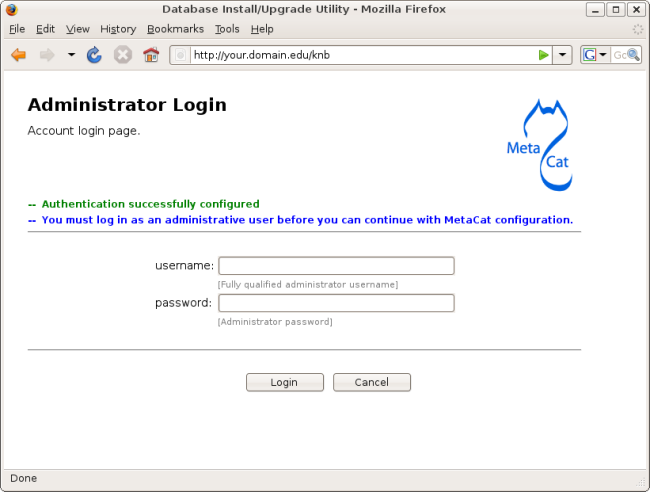 Database Install/Upgrade Utility - Mozilla Firefox
File Edit View History Bookmarks Tools Help
http://your.domain.edu/knb
G
Administrator Login
Account login page.
Meta
Cat
-- Authentication successfully configured
-- You must log in as an administrative user before you can continue with MetaCat configuration.
username:
[Fully qualified administrator username]
password:
[Administrator password]
Login Cancel
Done